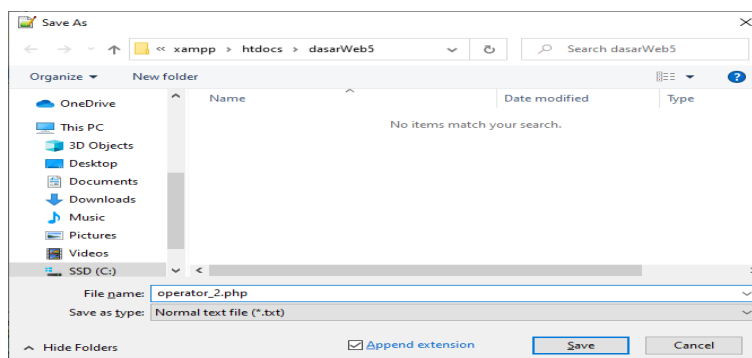 Save As
« xampp › htdocs › dasarWeb5
Search dasarWeb5
Organize
New folder
Name
Date modified
Type
No items match your search.
OneDrive
This PC
3D Objects
Desktop
Documents
Downloads
Music
Pictures
Videos
SSD (C:)
File name: operator_2.php
Save as type: Normal text file (*.txt)
Hide Folders
Append extension
Save
Cancel